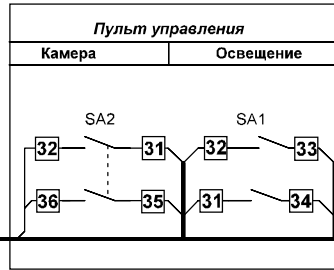 Пульт управления
Камера Освещение
SA2 SA1
32 31 32 33
36 35 31 34